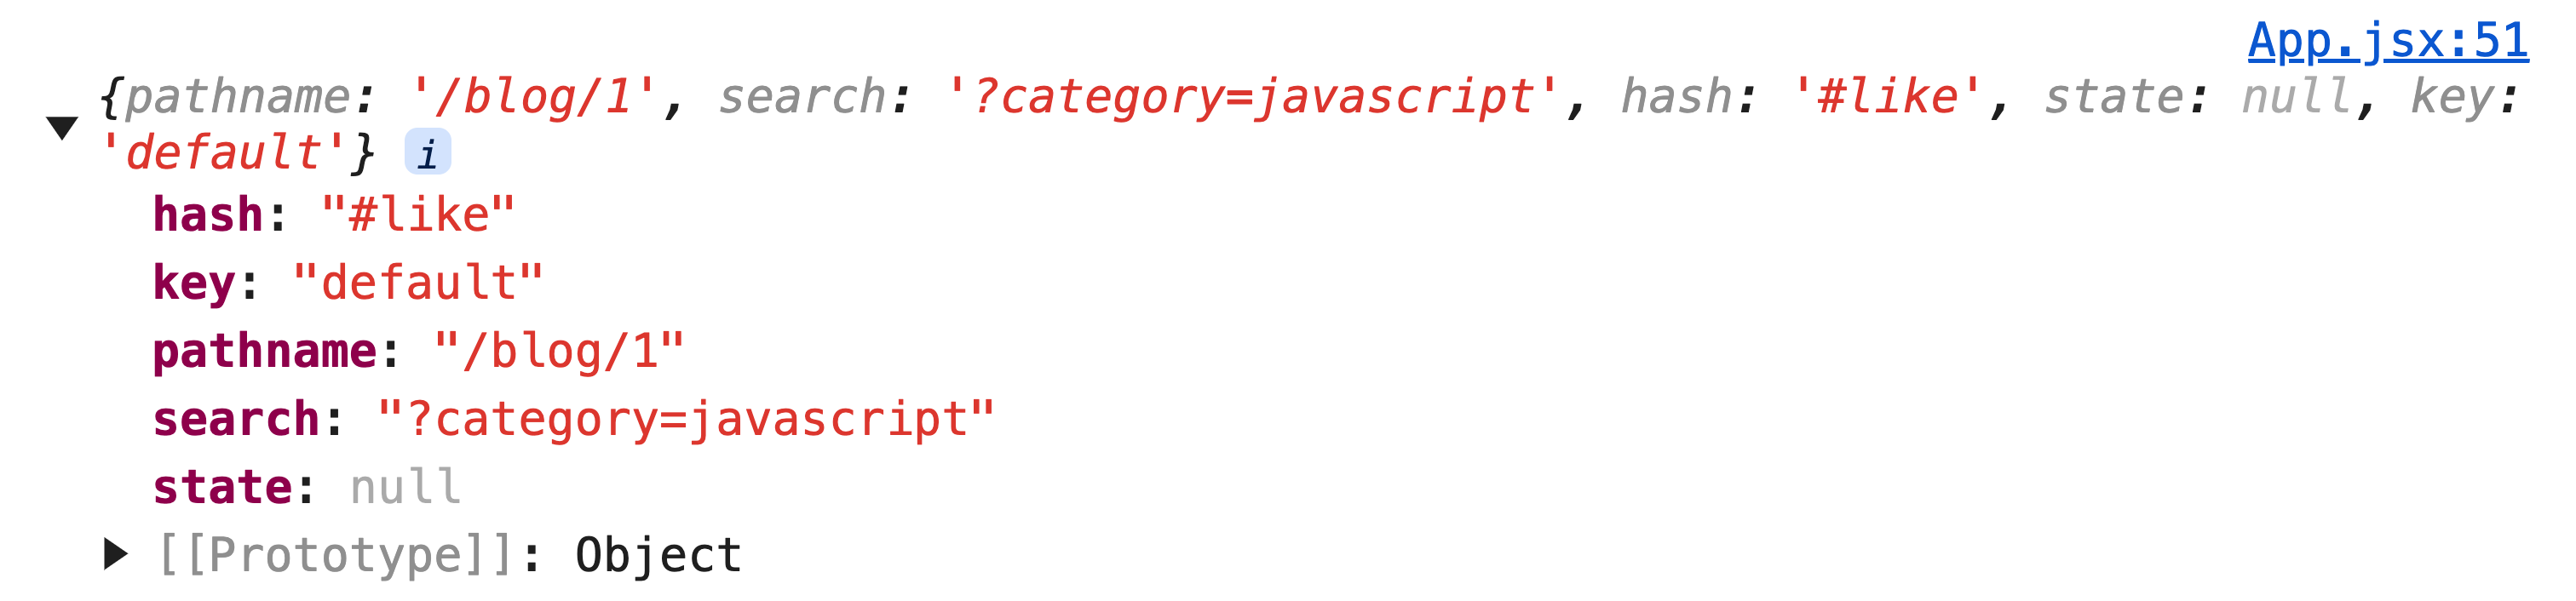 App.jsx:51
{pathname: '/blog/1', search: '?category=javascript', hash: '#like', state: null, key:
'default'} i
hash: "#like"
key: "default"
pathname: "/blog/1"
search: "?category=javascript"
state: null
[[Prototype]]: Object